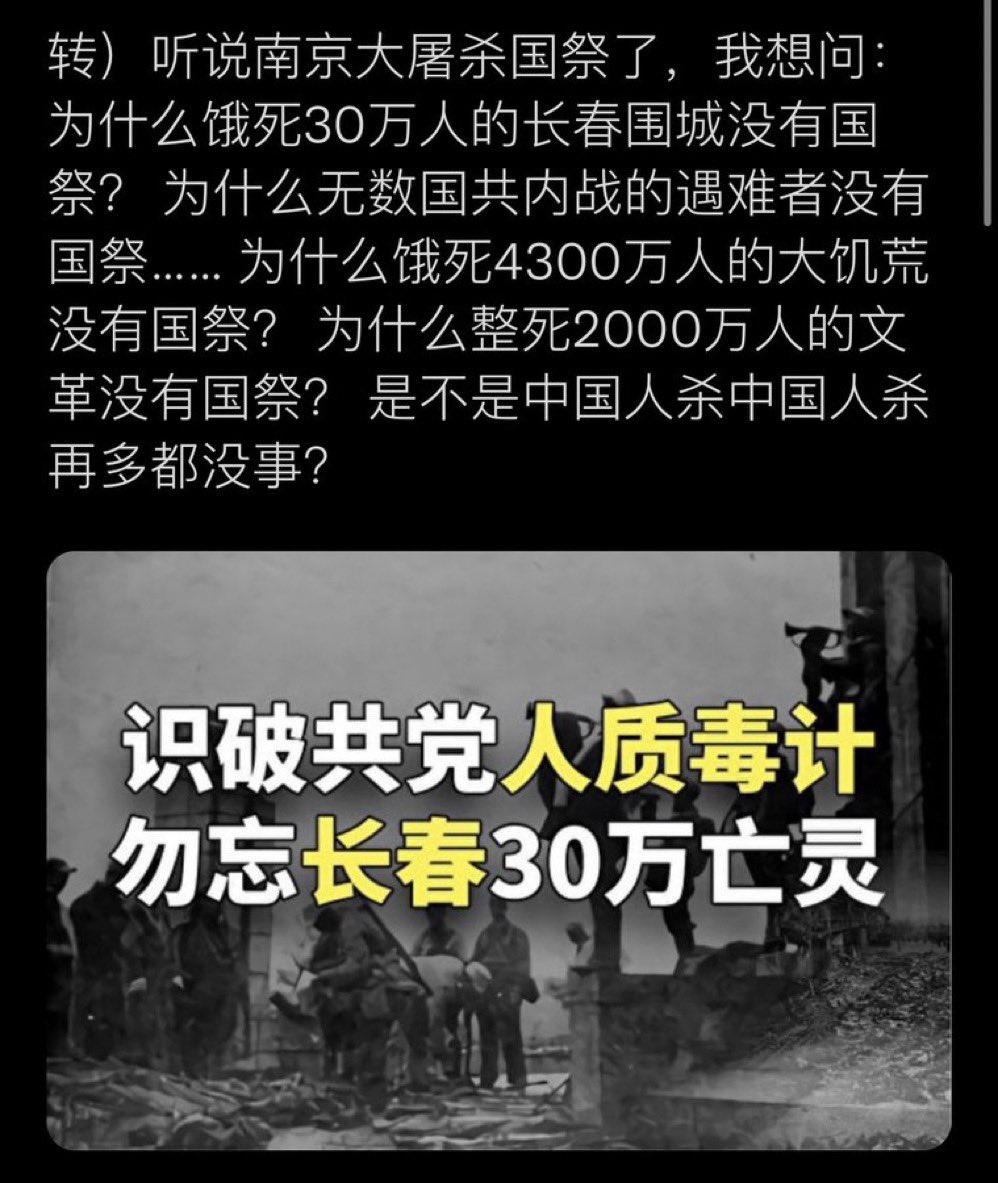 转）听说南京大屠杀国祭了，我想问：
为什么饿死30万人的长春围城没有国
祭？ 为什么无数国共内战的遇难者没有
国祭…… 为什么饿死4300万人的大饥荒
没有国祭？ 为什么整死2000万人的文
革没有国祭？ 是不是中国人杀中国人杀
再多都没事？
识破共党人质毒计
勿忘长春30万亡灵